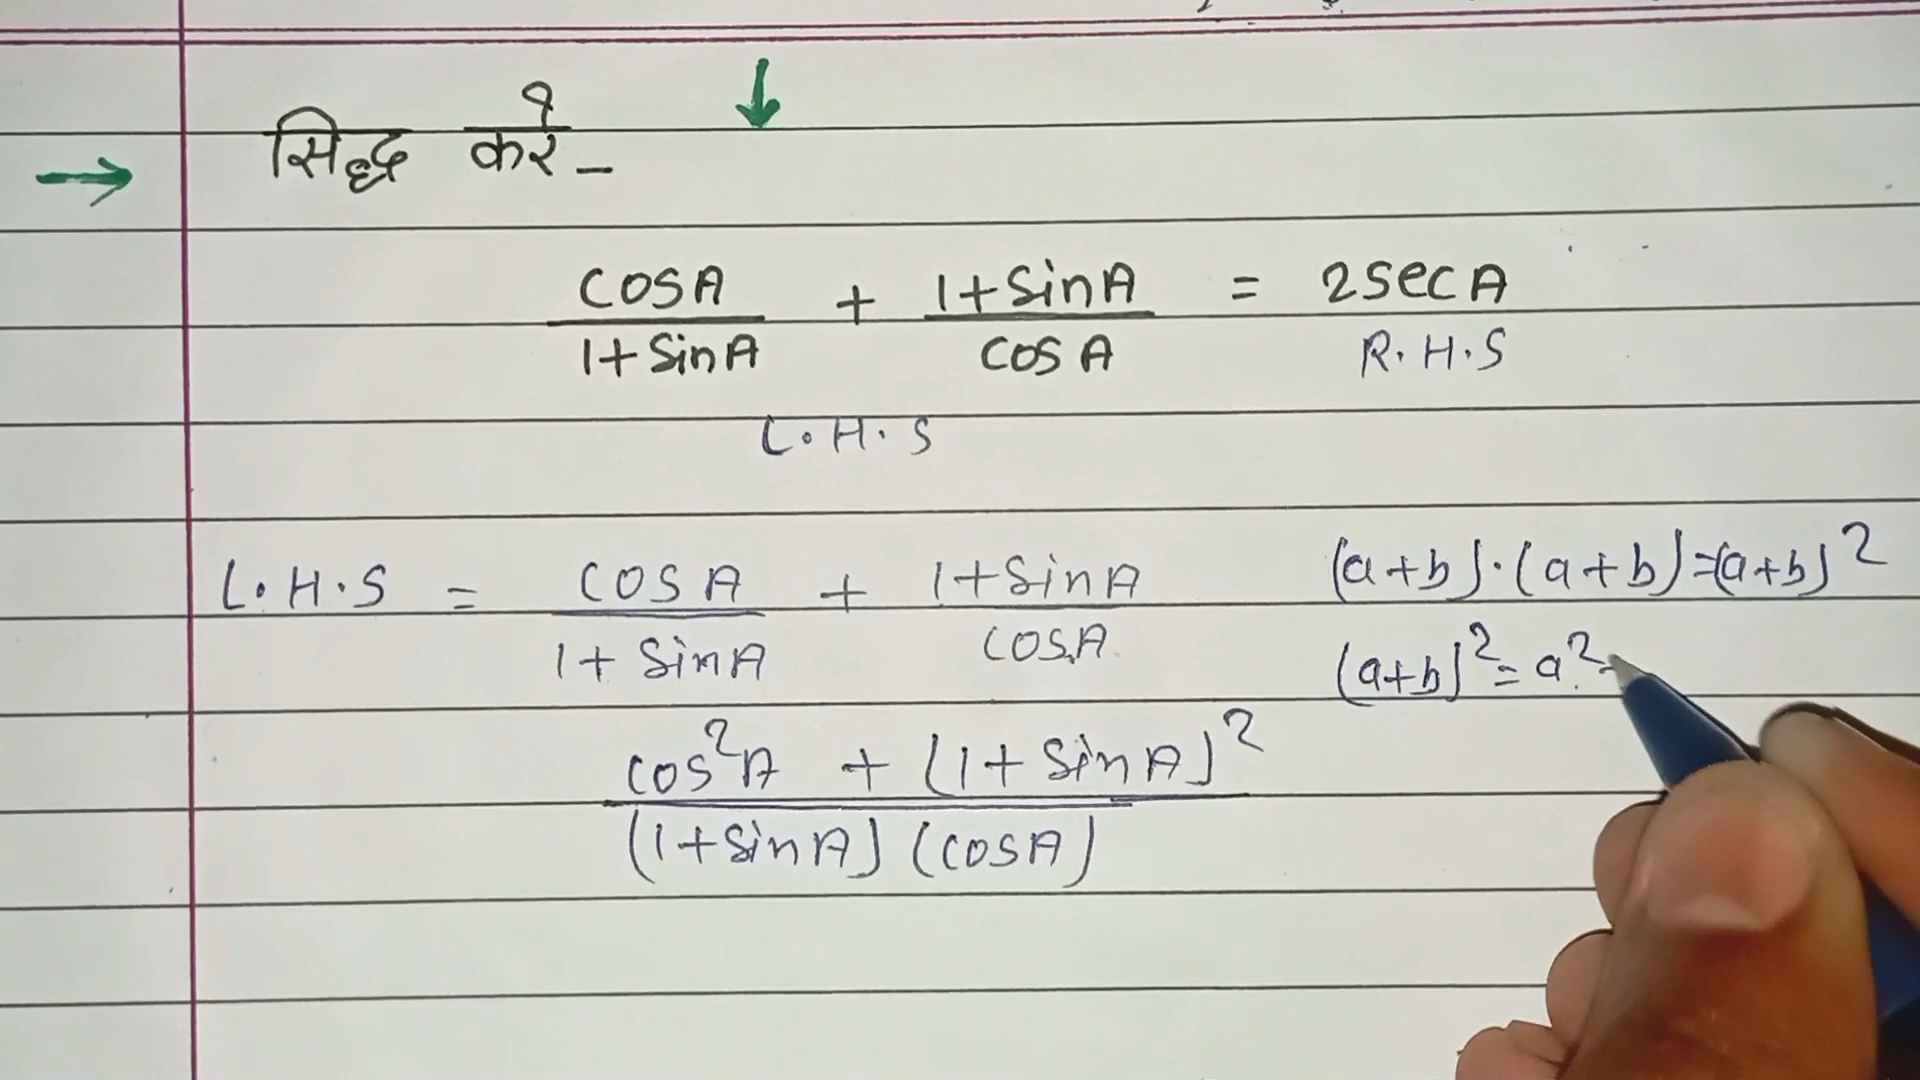 सिद्ध करे -
cosA/1+sinA + 1+sinA/cosA = 2secA
R.H.S
L.H.S
L.H.S = cosA/1+sinA + 1+sinA/cosA
(a+b)·(a+b)=(a+b)²
(a+b)²=a²
cos²A + (1+sinA)²/(1+sinA)(cosA)